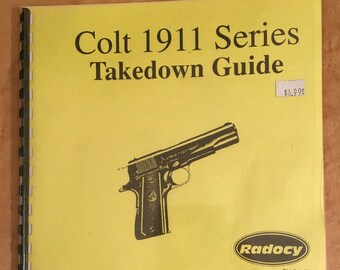 Colt 1911 Series
Takedown Guide
Radocy